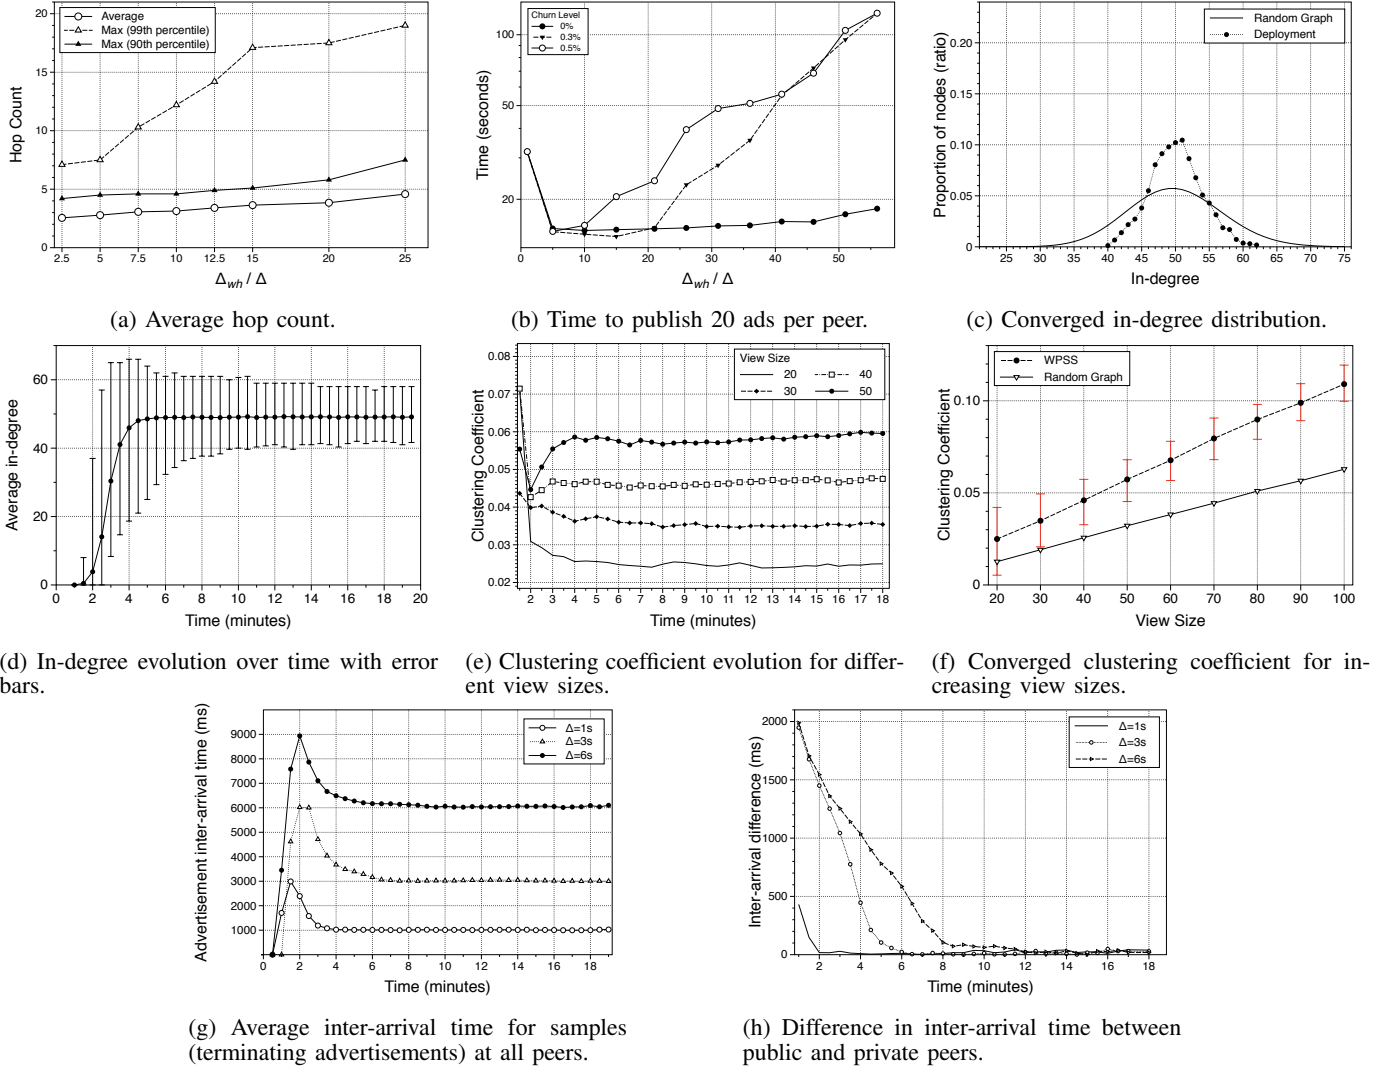 Average
Max (99th percentile)
Max (90th percentile)
Hop Count
20
15
10
5
0
2.5 5 7.5 10 12.5 15 20 25
Δwh / Δ
(a) Average hop count.
Churn Level
0%
0.3%
0.5%
Time (seconds)
100
50
20
0 10 20 30 40 50
Δwh / Δ
(b) Time to publish 20 ads per peer.
Random Graph
Deployment
Proportion of nodes (ratio)
0.20
0.15
0.10
0.05
0
25 30 35 40 45 50 55 60 65 70 75
In-degree
(c) Converged in-degree distribution.
Average in-degree
60
40
20
0
0 2 4 6 8 10 12 14 16 18 20
Time (minutes)
(d) In-degree evolution over time with error
bars.
View Size
20 40
30 50
Clustering Coefficient
0.08
0.07
0.06
0.05
0.04
0.03
0.02
2 3 4 5 6 7 8 9 10 11 12 13 14 15 16 17 18
Time (minutes)
(e) Clustering coefficient evolution for differ-
ent view sizes.
WPSS
Random Graph
Clustering Coefficient
0.10
0.05
0
20 30 40 50 60 70 80 90 100
View Size
(f) Converged clustering coefficient for in-
creasing view sizes.
Δ=1s
Δ=3s
Δ=6s
Advertisement inter-arrival time (ms)
9000
8000
7000
6000
5000
4000
3000
2000
1000
0 2 4 6 8 10 12 14 16 18
Time (minutes)
(g) Average inter-arrival time for samples
(terminating advertisements) at all peers.
Δ=1s
Δ=3s
Δ=6s
Inter-arrival difference (ms)
2000
1500
1000
500
0
2 4 6 8 10 12 14 16 18
Time (minutes)
(h) Difference in inter-arrival time between
public and private peers.